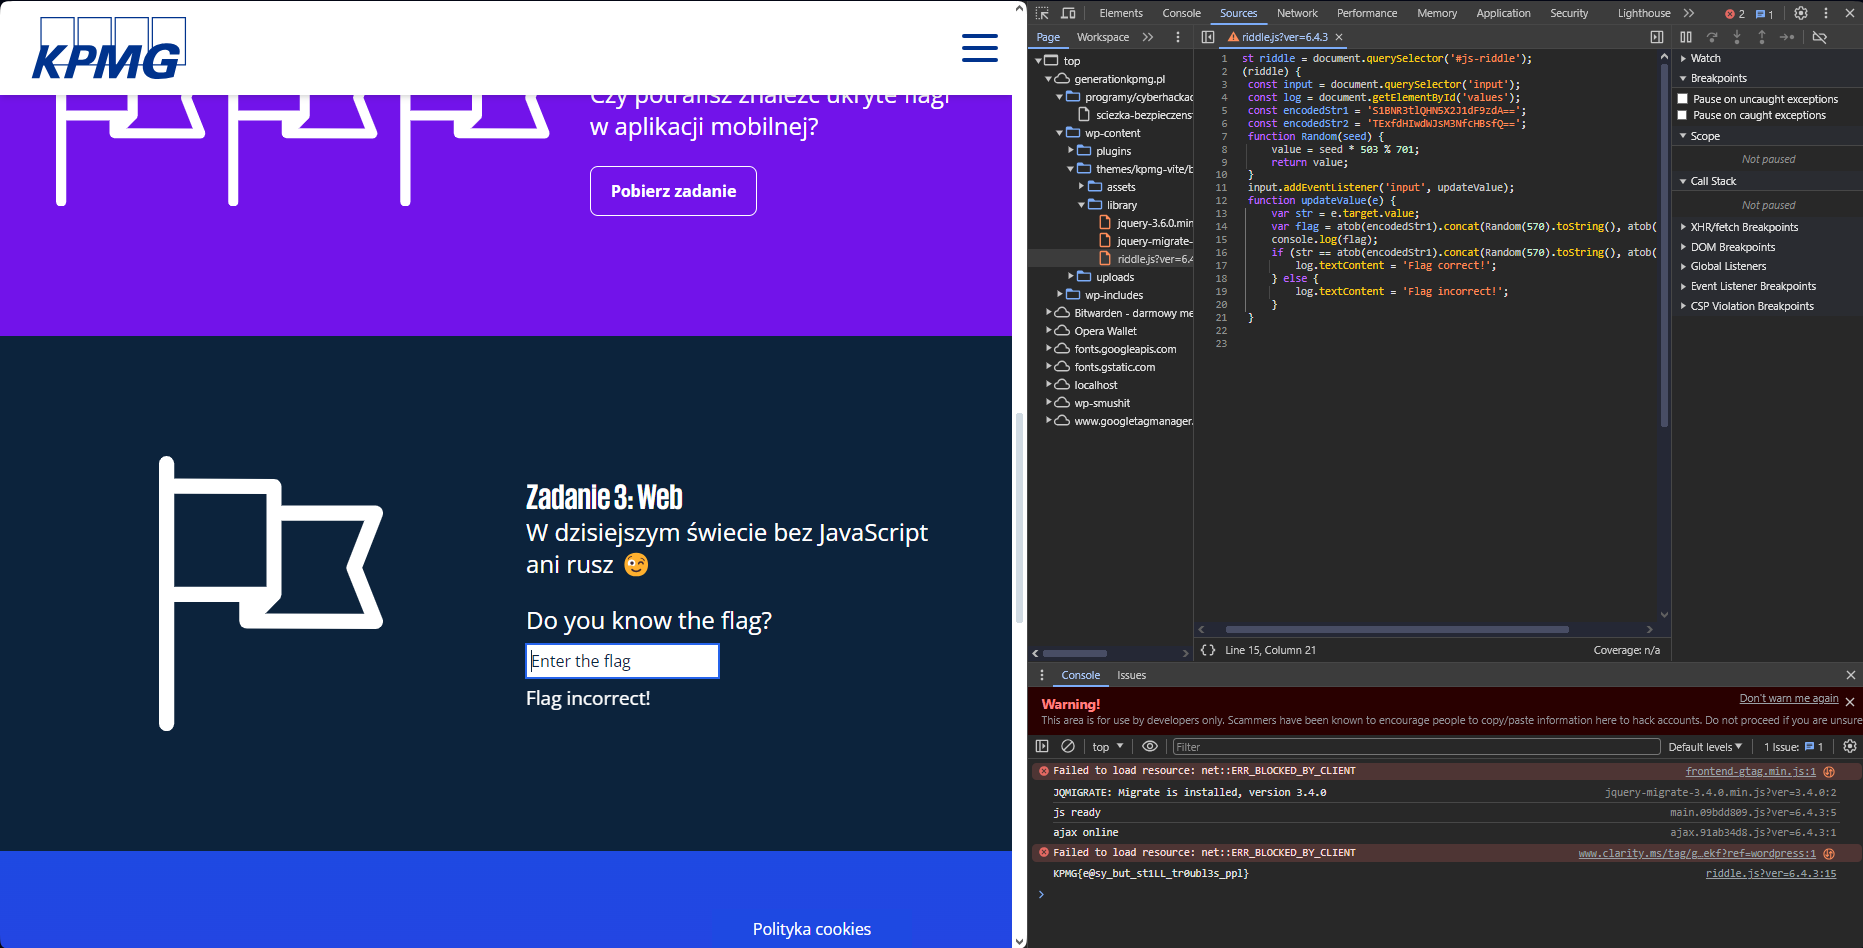 KPMG
Czy potrafisz znaleźć ukryte flagi
w aplikacji mobilnej?
Pobierz zadanie
Zadanie 3: Web
W dzisiejszym świecie bez JavaScript
ani rusz 😉
Do you know the flag?
Enter the flag
Flag incorrect!
Polityka cookies
Elements Console Sources Network Performance Memory Application Security Lighthouse 2 1
Page Workspace
riddle.js?ver=6.4.3
top
generationkpmg.pl
programy/cyberhackad
sciezka-bezpieczens
wp-content
plugins
themes/kpmg-vite/b
assets
library
jquery-3.6.0.min
jquery-migrate-
riddle.js?ver=6.4
uploads
wp-includes
Bitwarden - darmowy me
Opera Wallet
fonts.googleapis.com
fonts.gstatic.com
localhost
wp-smushit
www.googletagmanager.
1 st riddle = document.querySelector('#js-riddle');
2 (riddle) {
3 const input = document.querySelector('input');
4 const log = document.getElementById('values');
5 const encodedStr1 = 'S1BNR3tlQHN5X2J1dF9zdA==';
6 const encodedStr2 = 'TExfdHIwdWJsM3NfcHBsfQ==';
7 function Random(seed) {
8 value = seed * 503 % 701;
9 return value;
10 }
11 input.addEventListener('input', updateValue);
12 function updateValue(e) {
13 var str = e.target.value;
14 var flag = atob(encodedStr1).concat(Random(570).toString(), atob(
15 console.log(flag);
16 if (str == atob(encodedStr1).concat(Random(570).toString(), atob(
17 log.textContent = 'Flag correct!';
18 } else {
19 log.textContent = 'Flag incorrect!';
20 }
21 }
22
23
{} Line 15, Column 21 Coverage: n/a
Watch
Breakpoints
Pause on uncaught exceptions
Pause on caught exceptions
Scope
Not paused
Call Stack
Not paused
XHR/fetch Breakpoints
DOM Breakpoints
Global Listeners
Event Listener Breakpoints
CSP Violation Breakpoints
Console Issues
Warning! Don't warn me again
This area is for use by developers only. Scammers have been known to encourage people to copy/paste information here to hack accounts. Do not proceed if you are unsure
top Filter Default levels 1 Issue: 1
Failed to load resource: net::ERR_BLOCKED_BY_CLIENT frontend-gtag.min.js:1
JQMIGRATE: Migrate is installed, version 3.4.0 jquery-migrate-3.4.0.min.js?ver=3.4.0:2
js ready main.09bdd809.js?ver=6.4.3:5
ajax online ajax.91ab34d8.js?ver=6.4.3:1
Failed to load resource: net::ERR_BLOCKED_BY_CLIENT www.clarity.ms/tag/g…ekf?ref=wordpress:1
KPMG{e@sy_but_st1LL_tr0ubl3s_ppl} riddle.js?ver=6.4.3:15